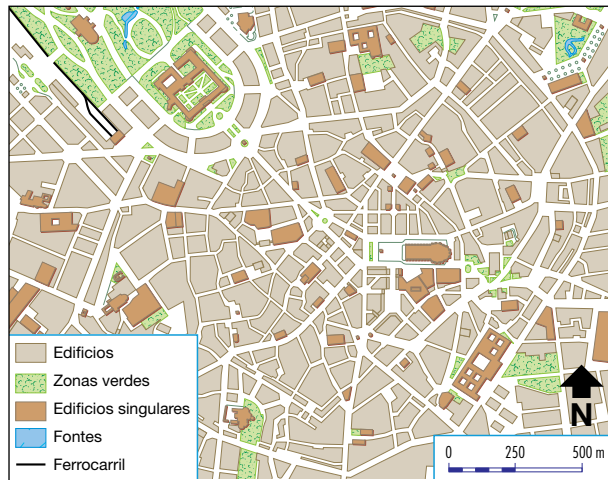 Edificios
Zonas verdes
Edificios singulares
Fontes
Ferrocarril
N
0 250 500 m